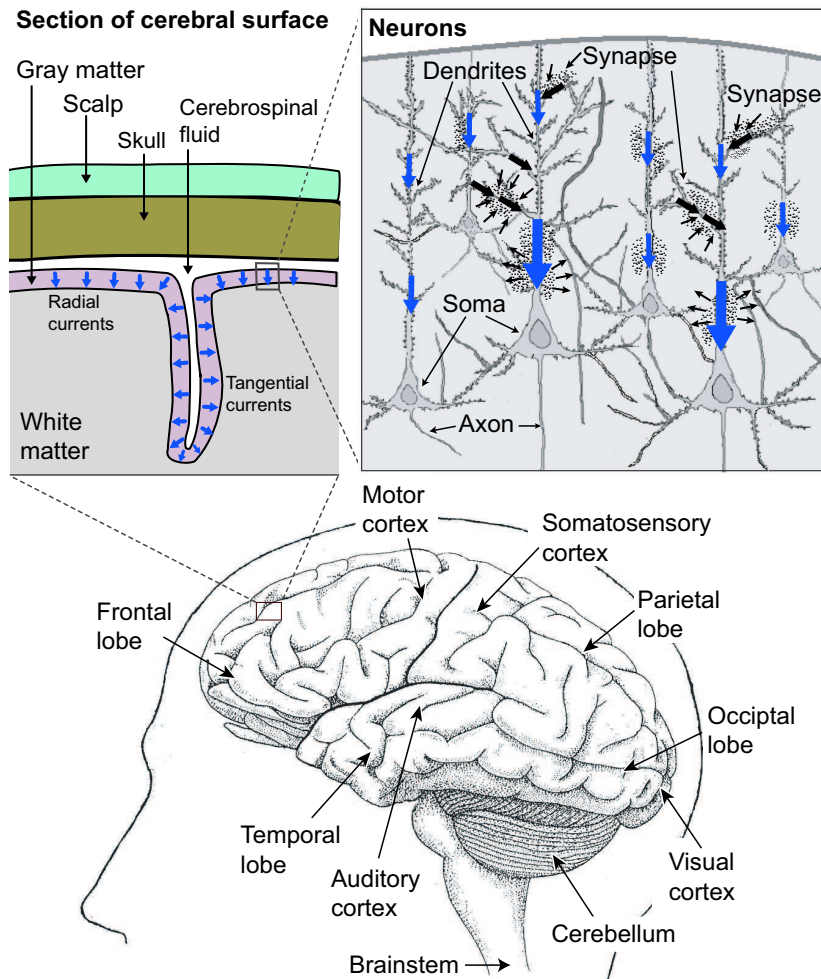 Section of cerebral surface
Gray matter
Scalp
Skull
Cerebrospinal
fluid
Radial
currents
Tangential
currents
White
matter
Neurons
Dendrites
Synapse
Synapse
Soma
Axon
Motor
cortex
Somatosensory
cortex
Frontal
lobe
Parietal
lobe
Occiptal
lobe
Temporal
lobe
Auditory
cortex
Visual
cortex
Cerebellum
Brainstem